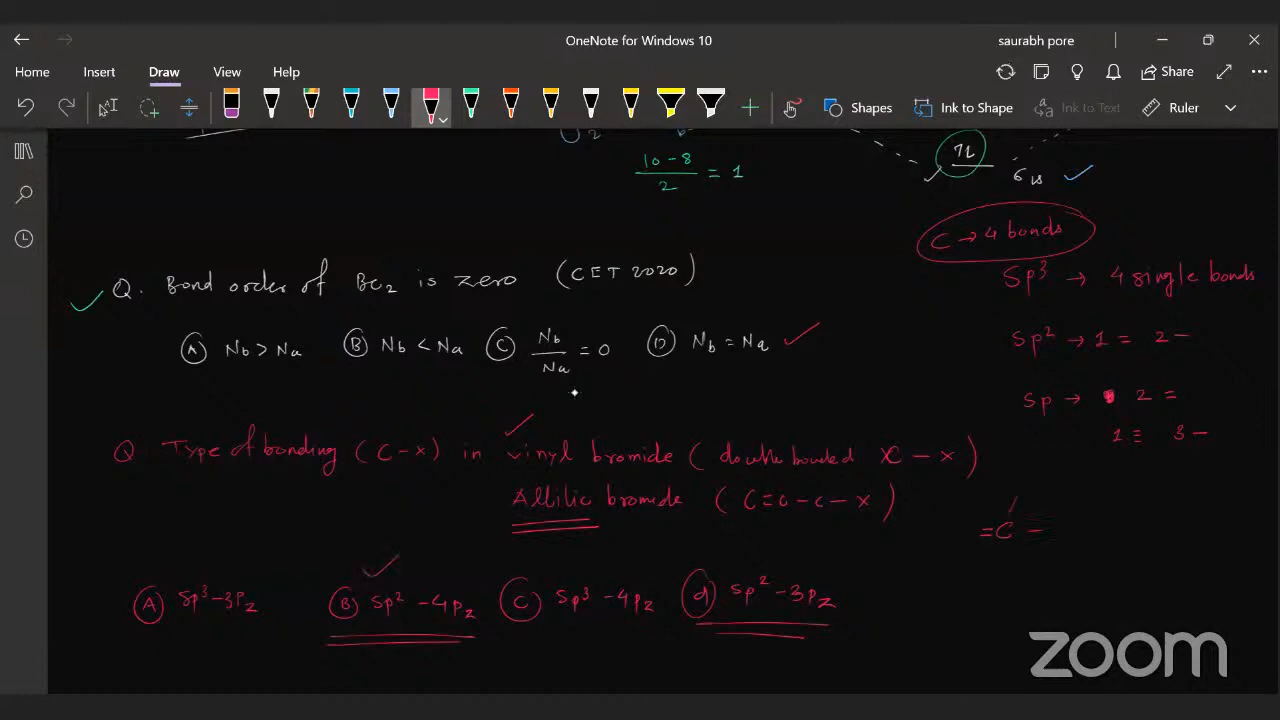 OneNote for Windows 10
saurabh pore
Home Insert Draw View Help
Share
Shapes
Ink to Shape
Ink to Text
Ruler
10 - 8 / 2 = 1
C → 4 bonds
Sp³ → 4 single bonds
Sp² → 1 = 2 –
Sp → 2 =
1 ≡ 3 –
Q. Bond order of Be₂ is zero (CET 2020)
(A) Nb > Na (B) Nb < Na (C) Nb / Na = 0 (D) Nb = Na
Q Type of bonding (C – X) in vinyl bromide (double bonded C – X)
Allilic bromide (C = C – C – X)
= C –
(A) Sp³ – 3Pz (B) Sp² – 4Pz (C) Sp³ – 4Pz (d) Sp² – 3Pz
zoom